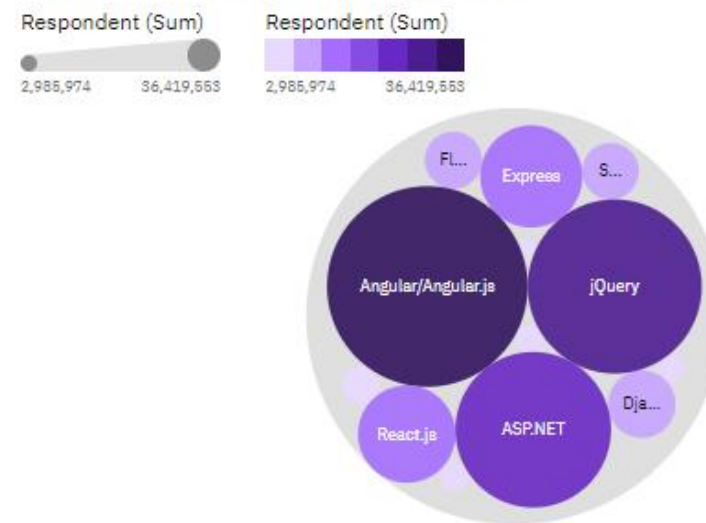 Respondent (Sum)
2,985,974 36,419,553
Respondent (Sum)
2,985,974 36,419,553
Fl...
Express
S...
Angular/Angular.js
jQuery
Dja...
React.js
ASP.NET